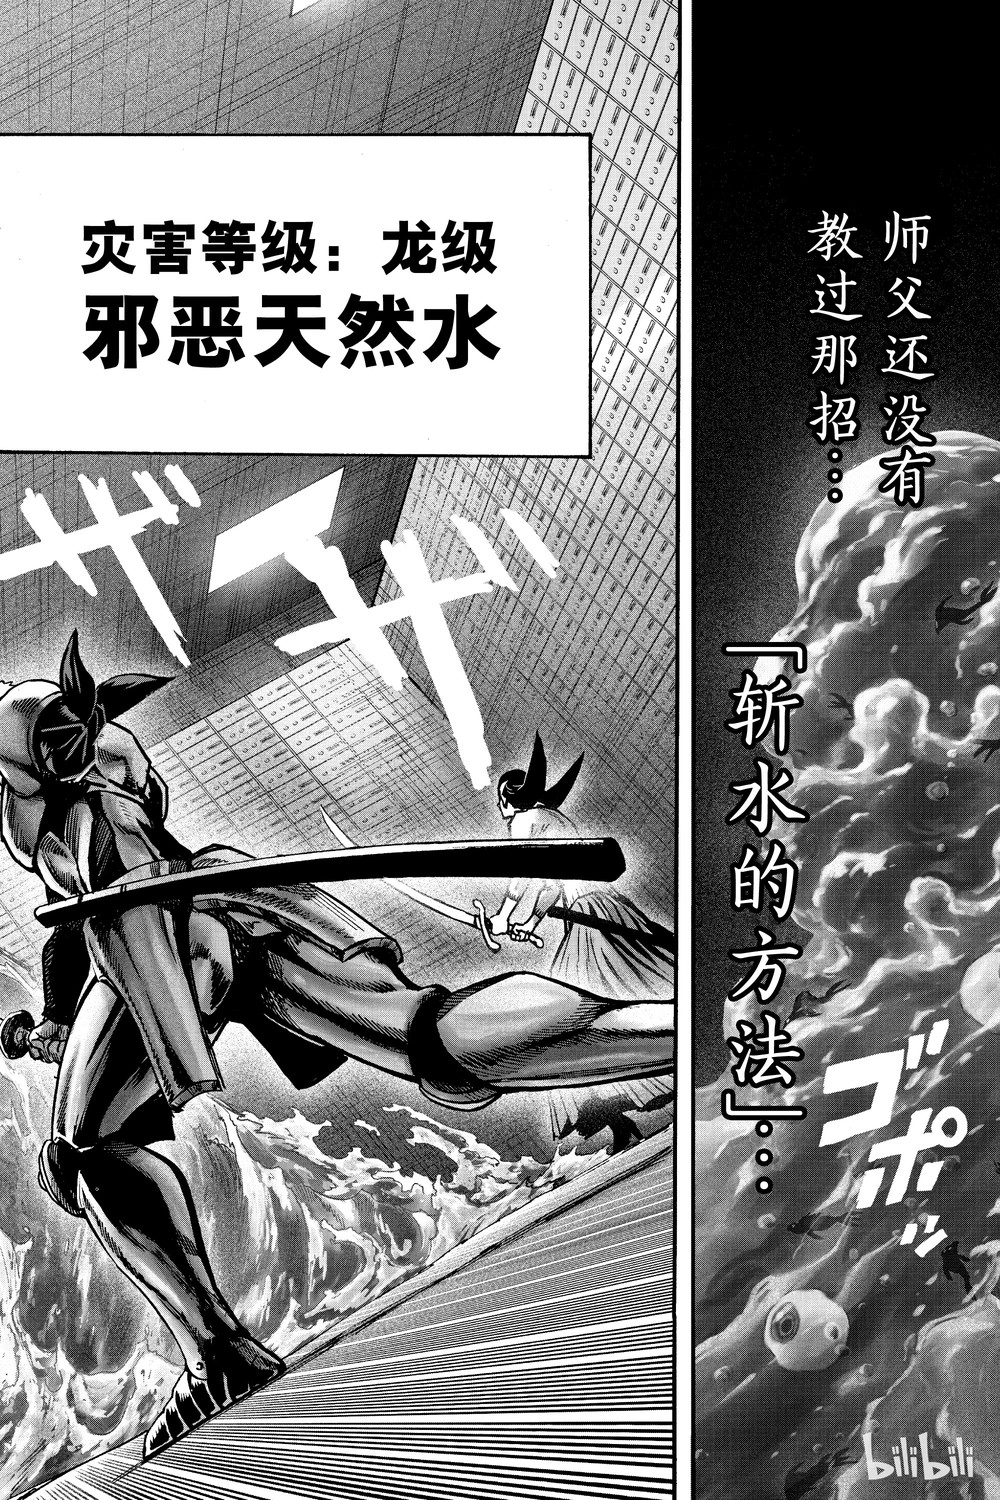 师父还没有
教过那招…
「斩水的方法」…
ゴポッ
灾害等级：龙级
邪恶天然水
ザザ
bilibili